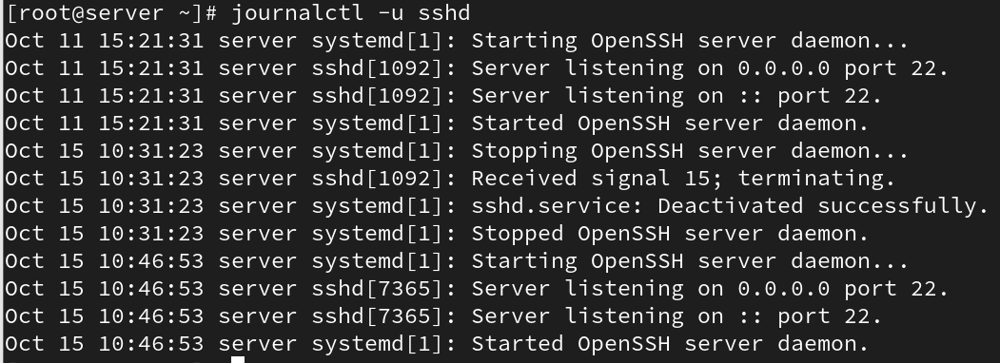 [root@server ~]# journalctl -u sshd
Oct 11 15:21:31 server systemd[1]: Starting OpenSSH server daemon...
Oct 11 15:21:31 server sshd[1092]: Server listening on 0.0.0.0 port 22.
Oct 11 15:21:31 server sshd[1092]: Server listening on :: port 22.
Oct 11 15:21:31 server systemd[1]: Started OpenSSH server daemon.
Oct 15 10:31:23 server systemd[1]: Stopping OpenSSH server daemon...
Oct 15 10:31:23 server sshd[1092]: Received signal 15; terminating.
Oct 15 10:31:23 server systemd[1]: sshd.service: Deactivated successfully.
Oct 15 10:31:23 server systemd[1]: Stopped OpenSSH server daemon.
Oct 15 10:46:53 server systemd[1]: Starting OpenSSH server daemon...
Oct 15 10:46:53 server sshd[7365]: Server listening on 0.0.0.0 port 22.
Oct 15 10:46:53 server sshd[7365]: Server listening on :: port 22.
Oct 15 10:46:53 server systemd[1]: Started OpenSSH server daemon.